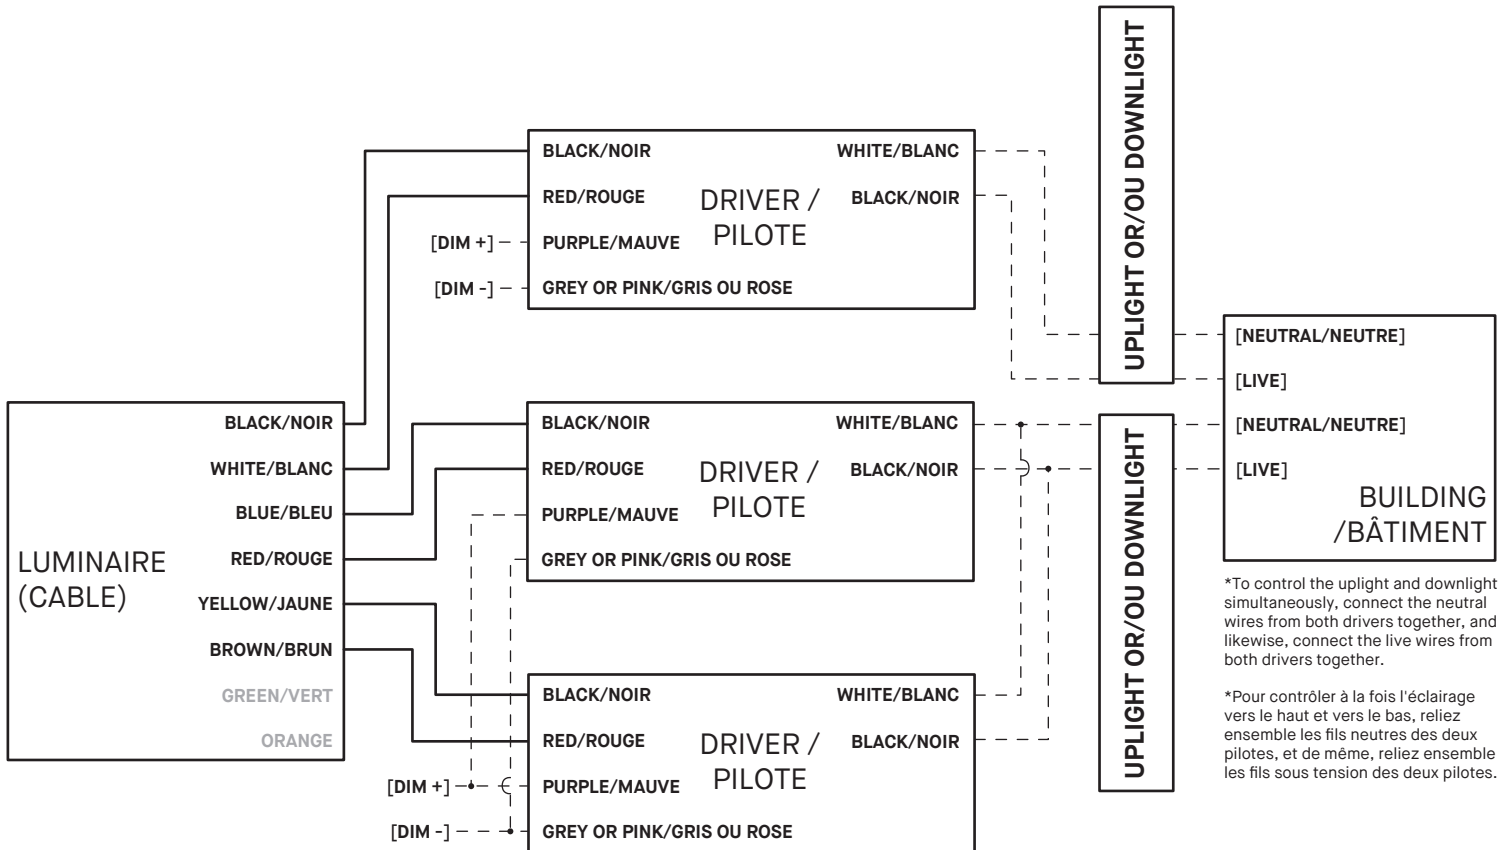 UPLIGHT OR/OU DOWNLIGHT
BLACK/NOIR
WHITE/BLANC
RED/ROUGE
BLACK/NOIR
DRIVER /
PILOTE
[DIM +]
PURPLE/MAUVE
[DIM -]
GREY OR PINK/GRIS OU ROSE
[NEUTRAL/NEUTRE]
[LIVE]
[NEUTRAL/NEUTRE]
[LIVE]
BUILDING
/BÂTIMENT
LUMINAIRE
(CABLE)
BLACK/NOIR
WHITE/BLANC
BLUE/BLEU
RED/ROUGE
YELLOW/JAUNE
BROWN/BRUN
GREEN/VERT
ORANGE
BLACK/NOIR
WHITE/BLANC
RED/ROUGE
BLACK/NOIR
DRIVER /
PILOTE
PURPLE/MAUVE
GREY OR PINK/GRIS OU ROSE
UPLIGHT OR/OU DOWNLIGHT
BLACK/NOIR
WHITE/BLANC
RED/ROUGE
BLACK/NOIR
DRIVER /
PILOTE
[DIM +]
PURPLE/MAUVE
[DIM -]
GREY OR PINK/GRIS OU ROSE
*To control the uplight and downlight
simultaneously, connect the neutral
wires from both drivers together, and
likewise, connect the live wires from
both drivers together.
*Pour contrôler à la fois l'éclairage
vers le haut et vers le bas, reliez
ensemble les fils neutres des deux
pilotes, et de même, reliez ensemble
les fils sous tension des deux pilotes.